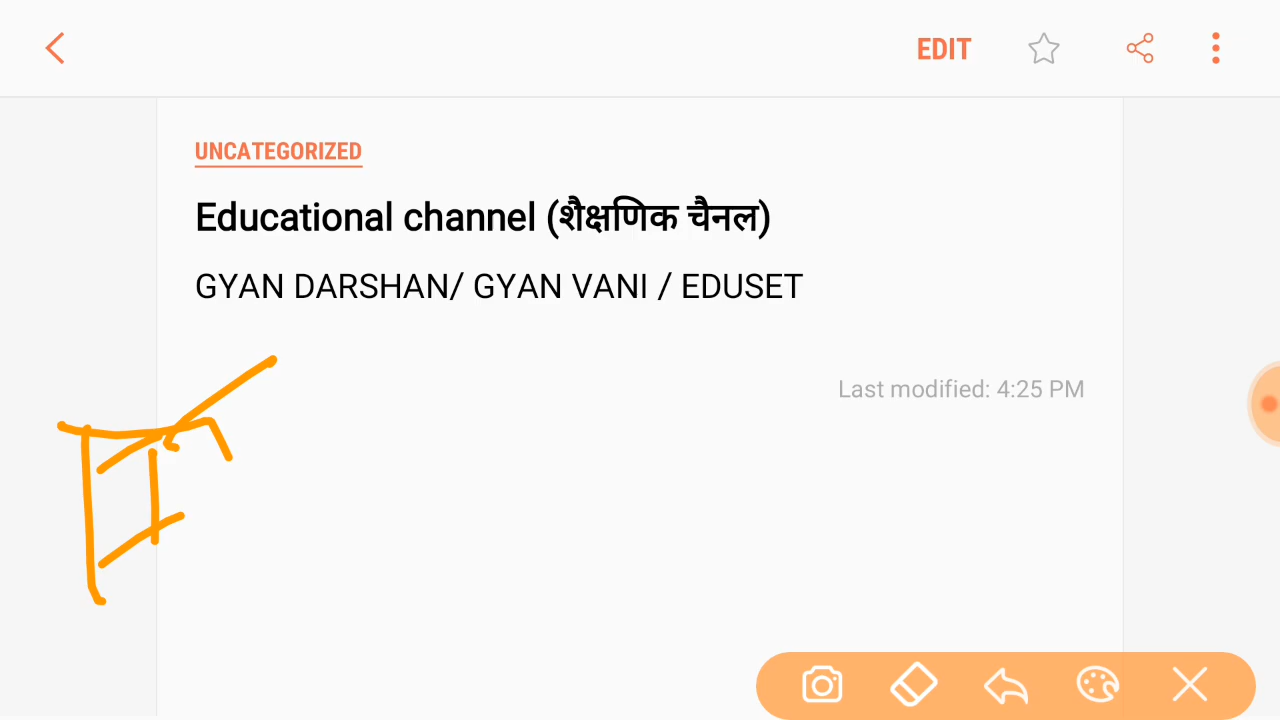 EDIT
UNCATEGORIZED
Educational channel (शैक्षणिक चैनल)
GYAN DARSHAN/ GYAN VANI / EDUSET
Last modified: 4:25 PM